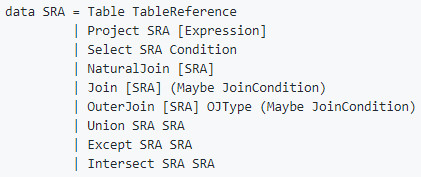 data SRA = Table TableReference
         | Project SRA [Expression]
         | Select SRA Condition
         | NaturalJoin [SRA]
         | Join [SRA] (Maybe JoinCondition)
         | OuterJoin [SRA] OJType (Maybe JoinCondition)
         | Union SRA SRA
         | Except SRA SRA
         | Intersect SRA SRA